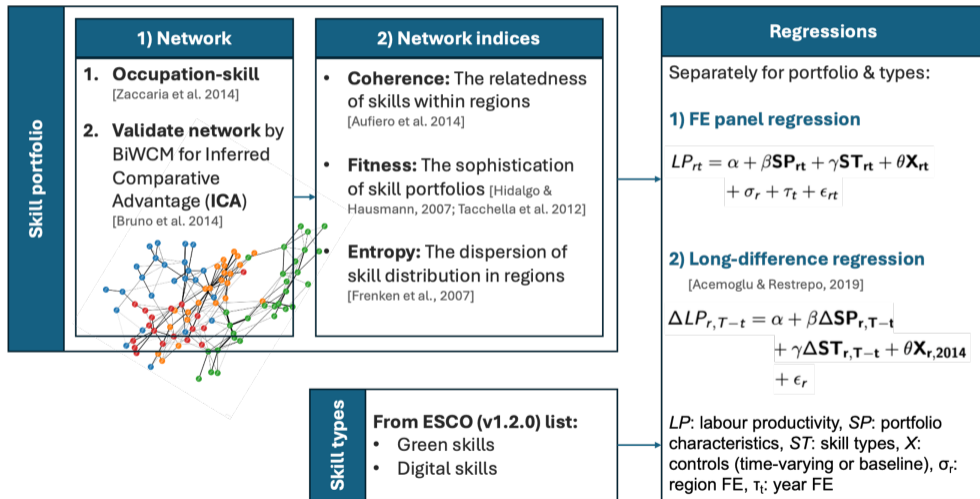 Skill portfolio
1) Network
1. Occupation-skill
[Zaccaria et al. 2014]
2. Validate network by
BiWCM for Inferred
Comparative
Advantage (ICA)
[Bruno et al. 2014]
2) Network indices
• Coherence: The relatedness
of skills within regions
[Aufiero et al. 2014]
• Fitness: The sophistication
of skill portfolios [Hidalgo &
Hausmann, 2007; Tacchella et al. 2012]
• Entropy: The dispersion of
skill distribution in regions
[Frenken et al., 2007]
Skill types
From ESCO (v1.2.0) list:
• Green skills
• Digital skills
Regressions
Separately for portfolio & types:
1) FE panel regression
LP_rt = α + βSP_rt + γST_rt + θX_rt
+ σ_r + τ_t + ϵ_rt
2) Long-difference regression
[Acemoglu & Restrepo, 2019]
ΔLP_r,T−t = α + βΔSP_r,T−t
+ γΔST_r,T−t + θX_r,2014
+ ϵ_r
LP: labour productivity, SP: portfolio
characteristics, ST: skill types, X:
controls (time-varying or baseline), σ_r:
region FE, τ_t: year FE